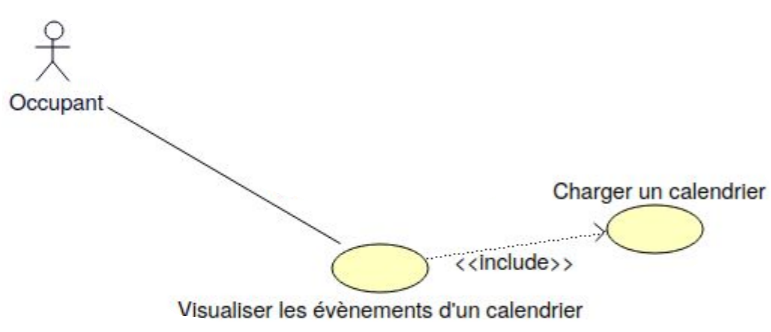 Occupant
Charger un calendrier
<<include>>
Visualiser les évènements d'un calendrier